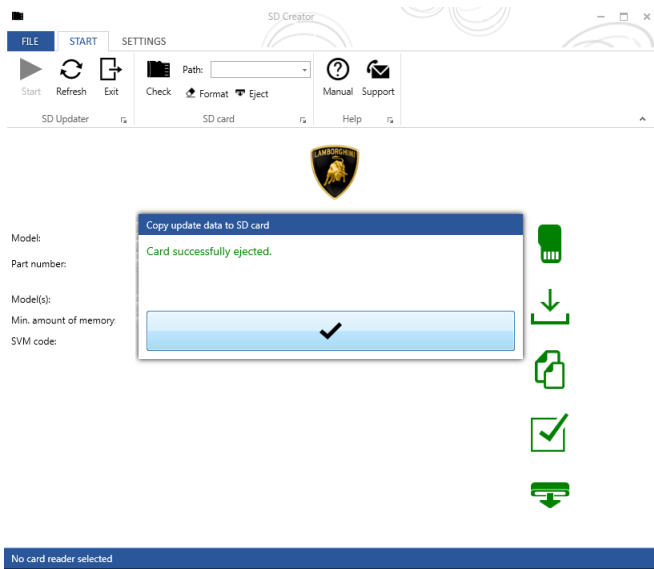 SD Creator
FILE START SETTINGS
Path:
Start Refresh Exit Check Format Eject Manual Support
SD Updater SD card Help
LAMBORGHINI
Copy update data to SD card
Card successfully ejected.
Model:
Part number:
Model(s):
Min. amount of memory:
SVM code:
No card reader selected